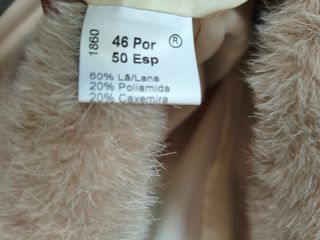 1860
46 Por ®
50 Esp
60% Lã/Lana
20% Poliamida
20% Caxemira